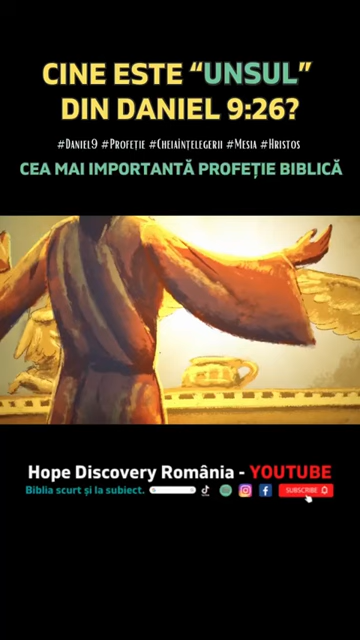 CINE ESTE “UNSUL”
DIN DANIEL 9:26?
#Daniel9 #Profeție #CheiaÎnțelegerii #Mesia #Hristos
CEA MAI IMPORTANTĂ PROFEȚIE BIBLICĂ
Hope Discovery România - YOUTUBE
Biblia scurt și la subiect.
SUBSCRIBE